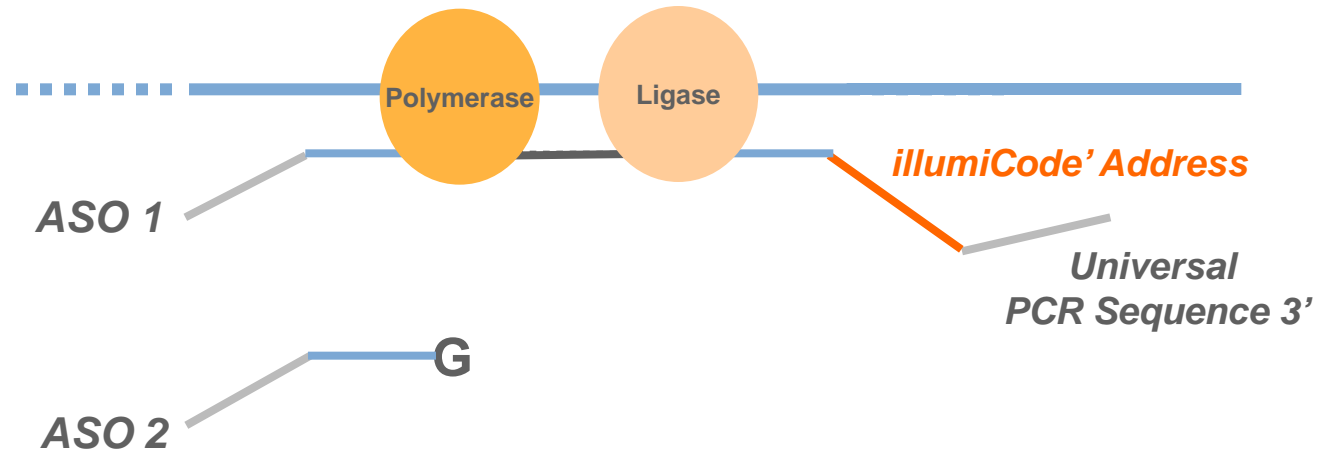 Polymerase
Ligase
illumiCode’ Address
ASO 1
Universal
PCR Sequence 3’
G
ASO 2